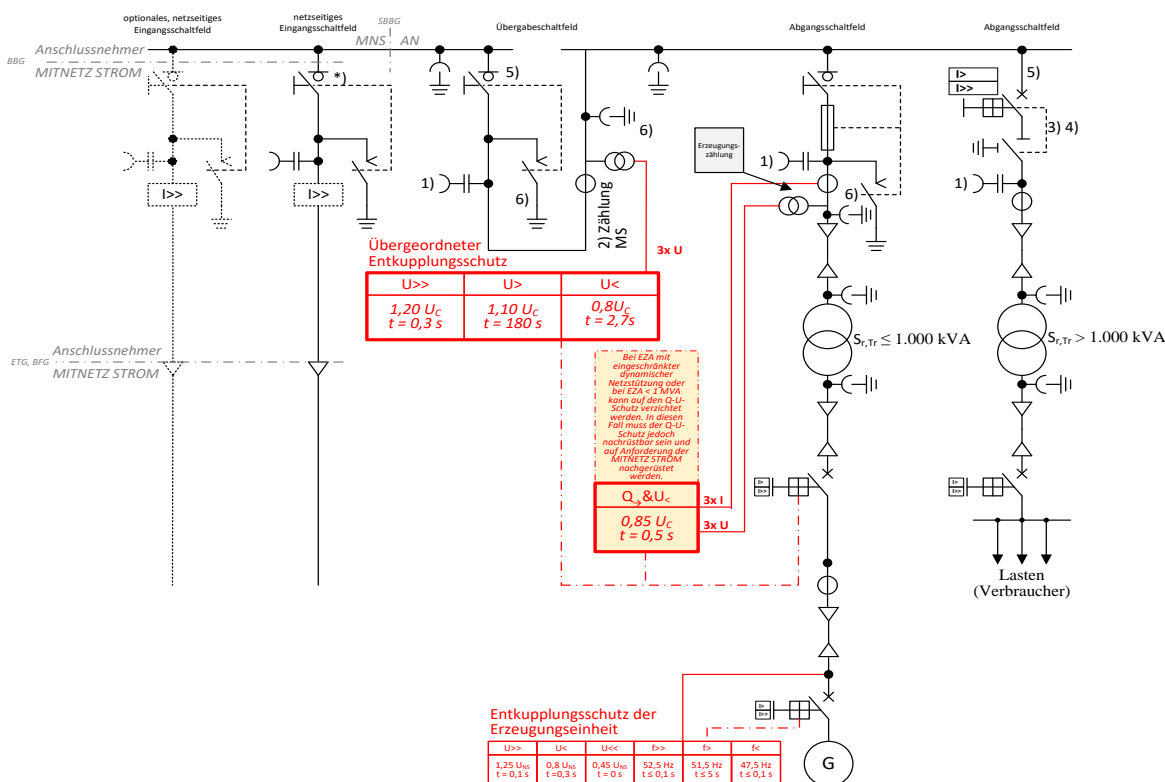 optionales, netzseitiges
Eingangsschaltfeld
netzseitiges
Eingangsschaltfeld
Übergabeschaltfeld
Abgangsschaltfeld
Abgangsschaltfeld
SBBG
MNS
AN
Anschlussnehmer
BBG
MITNETZ STROM
*)
5)
6)
1)
6)
2) Zählung
MS
3x U
Erzeugungs-
zählung
1)
6)
I>
I>>
5)
3) 4)
1)
I>>
I>>
Übergeordneter
Entkupplungsschutz
U>>
U>
U<
1,20 UC
t = 0,3 s
1,10 UC
t = 180 s
0,8UC
t = 2,7s
Sr,Tr ≤ 1.000 kVA
Sr,Tr > 1.000 kVA
Anschlussnehmer
ETG, BFG
MITNETZ STROM
Bei EZA mit
eingeschränkter
dynamischer
Netzstützung oder
bei EZA < 1 MVA
kann auf den Q-U-
Schutz verzichtet
werden. In diesen
Fall muss der Q-U-
Schutz jedoch
nachrüstbar sein und
auf Anforderung der
MITNETZ STROM
nachgerüstet
werden.
Q→&U<
3x I
0,85 UC
t = 0,5 s
3x U
I>
I>>
I>
I>>
Lasten
(Verbraucher)
I>
I>>
Entkupplungsschutz der
Erzeugungseinheit
U>>
U<
U<<
f>>
f>
f<
1,25 UNS
t = 0,1 s
0,8 UNS
t =0,3 s
0,45 UNS
t = 0 s
52,5 Hz
t ≤ 0,1 s
51,5 Hz
t ≤ 5 s
47,5 Hz
t ≤ 0,1 s
G